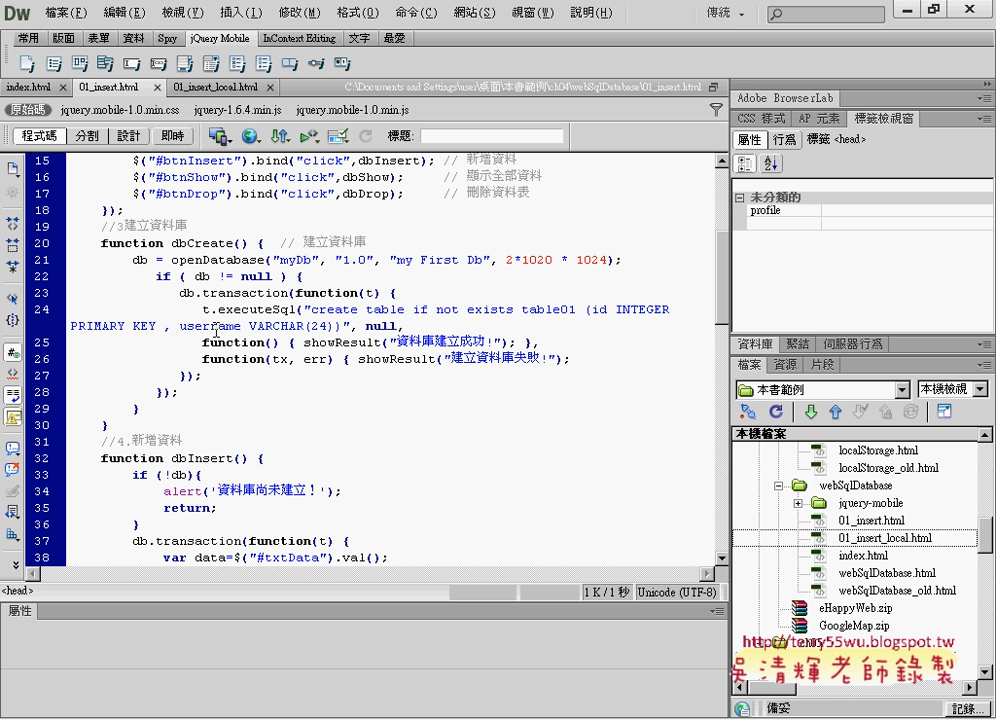 Dw 檔案(F) 編輯(E) 檢視(V) 插入(I) 修改(M) 格式(O) 命令(C) 網站(S) 視窗(W) 說明(H) 傳統
常用 版面 表單 資料 Spry jQuery Mobile InContext Editing 文字 最愛
index.html 01_insert.html 01_insert_local.html C:\Documents and Settings\user\桌面\本書範例\ch04\webSqlDatabase\01_insert.html
原始碼 jquery.mobile-1.0.min.css jquery-1.6.4.min.js jquery.mobile-1.0.min.js
程式碼 分割 設計 即時 標題:
15 $("#btnInsert").bind("click",dbInsert); // 新增資料
16 $("#btnShow").bind("click",dbShow); // 顯示全部資料
17 $("#btnDrop").bind("click",dbDrop); // 刪除資料表
18 });
19 //3建立資料庫
20 function dbCreate() { // 建立資料庫
21 db = openDatabase("myDb", "1.0", "my First Db", 2*1020 * 1024);
22 if ( db != null ) {
23 db.transaction(function(t) {
24 t.executeSql("create table if not exists table01 (id INTEGER
PRIMARY KEY , username VARCHAR(24))", null,
25 function() { showResult("資料庫建立成功!"); },
26 function(tx, err) { showResult("建立資料庫失敗!");
27 });
28 });
29 }
30 }
31 //4.新增資料
32 function dbInsert() {
33 if (!db){
34 alert('資料庫尚未建立！');
35 return;
36 }
37 db.transaction(function(t) {
38 var data=$("#txtData").val();
<head>
1 K / 1 秒 Unicode (UTF-8)
屬性
Adobe BrowserLab
CSS 樣式 AP 元素 標籤檢視窗
屬性 行為 標籤 <head>
未分類的
profile
資料庫 繫結 伺服器行為
檔案 資源 片段
本書範例 本機檢視
本機檔案
localStorage.html
localStorage_old.html
webSqlDatabase
jquery-mobile
01_insert.html
01_insert_local.html
index.html
webSqlDatabase.html
webSqlDatabase_old.html
eHappyWeb.zip
GoogleMap.zip
http://terry55wu.blogspot.tw
吳清輝老師錄製
備妥 記錄...